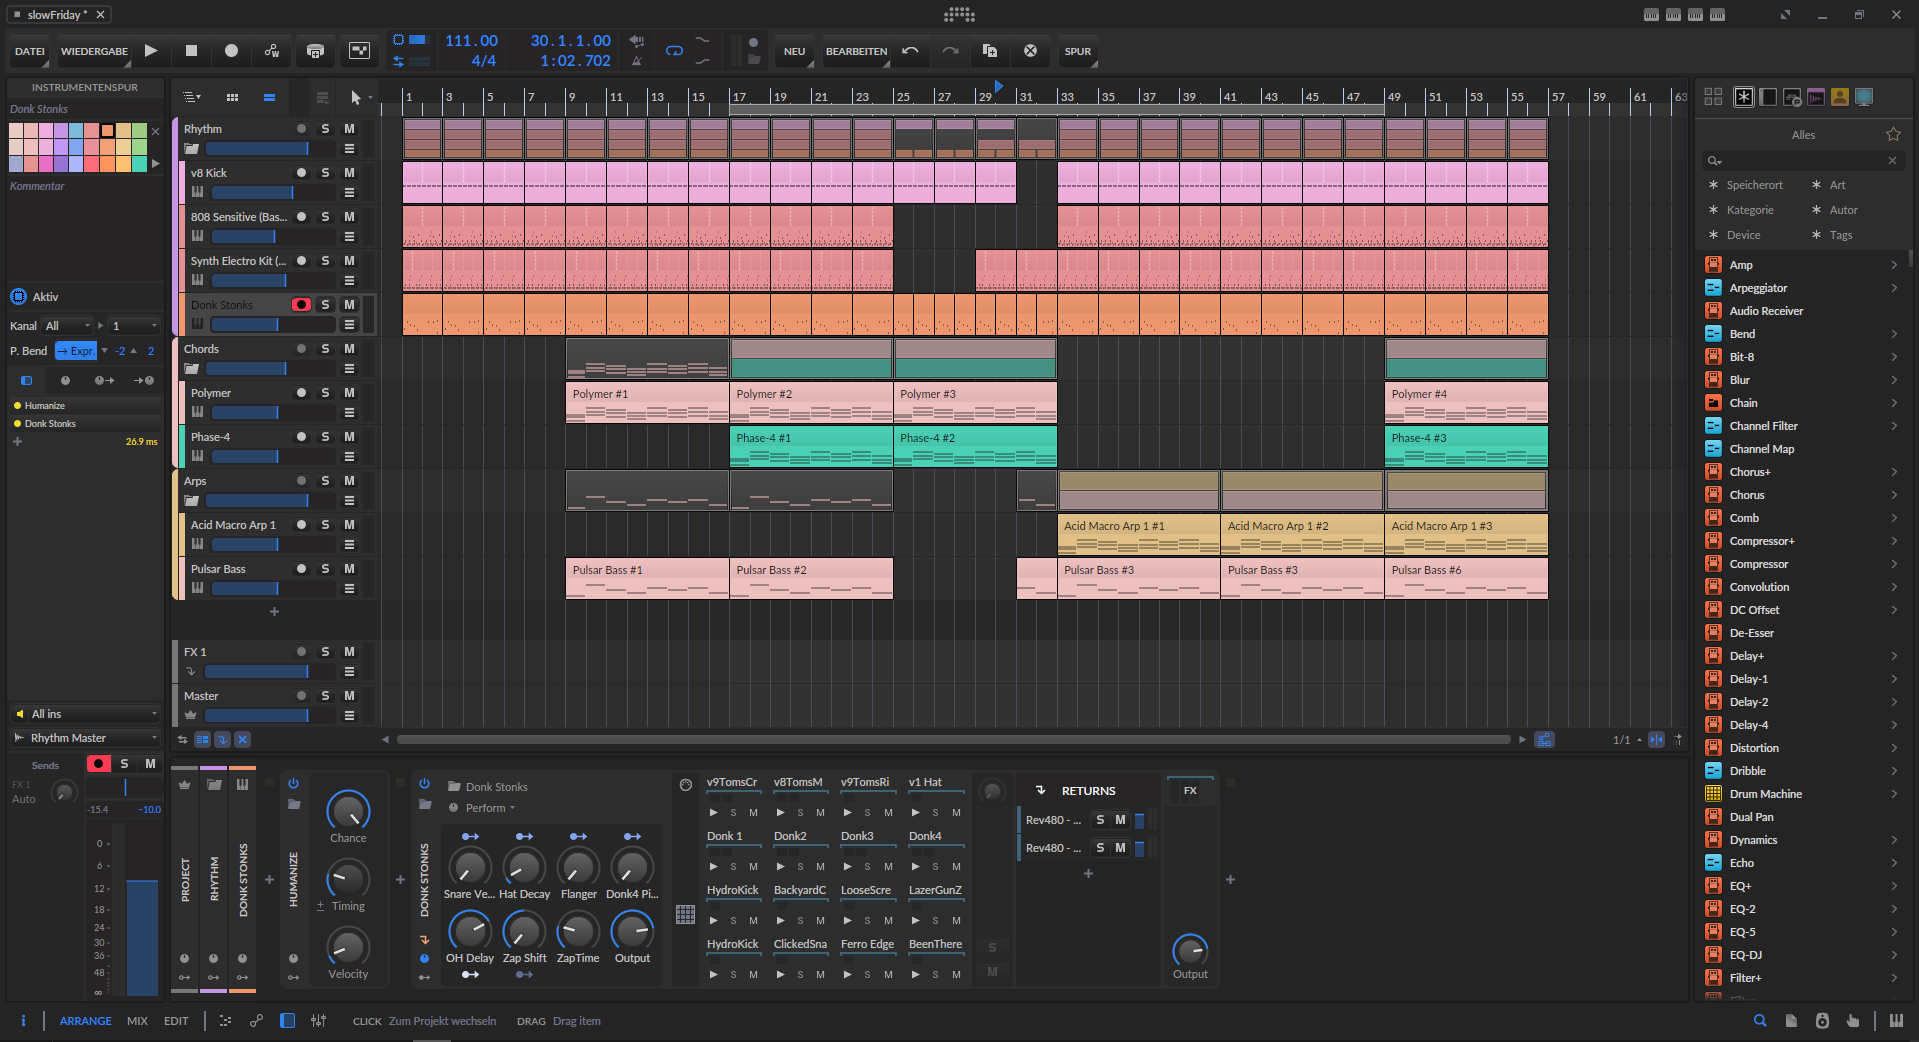 slowFriday *
DATEI
WIEDERGABE
111.00
4/4
30.1.1.00
1:02.702
NEU
BEARBEITEN
SPUR
INSTRUMENTENSPUR
Donk Stonks
Kommentar
Aktiv
Kanal All 1
P. Bend Expr. -2 2
Humanize
Donk Stonks
26.9 ms
All ins
Rhythm Master
Sends S M
FX 1
Auto
-15.4 -10.0
0
6
12
18
24
30
36
48
∞
1 3 5 7 9 11 13 15 17 19 21 23 25 27 29 31 33 35 37 39 41 43 45 47 49 51 53 55 57 59 61 63
Rhythm S M
v8 Kick S M
808 Sensitive (Bas... S M
Synth Electro Kit (... S M
Donk Stonks S M
Chords S M
Polymer S M
Polymer #1 Polymer #2 Polymer #3 Polymer #4
Phase-4 S M
Phase-4 #1 Phase-4 #2 Phase-4 #3
Arps S M
Acid Macro Arp 1 S M
Acid Macro Arp 1 #1 Acid Macro Arp 1 #2 Acid Macro Arp 1 #3
Pulsar Bass S M
Pulsar Bass #1 Pulsar Bass #2 Pulsar Bass #3 Pulsar Bass #3 Pulsar Bass #6
FX 1 S M
Master S M
1/1
PROJECT
RHYTHM
DONK STONKS
HUMANIZE
Chance
Timing
Velocity
DONK STONKS
Donk Stonks
Perform
Snare Ve... Hat Decay Flanger Donk4 Pi...
OH Delay Zap Shift ZapTime Output
v9TomsCr v8TomsM v9TomsRi v1 Hat
S M S M S M S M
Donk 1 Donk2 Donk3 Donk4
S M S M S M S M
HydroKick BackyardC LooseScre LazerGunZ
S M S M S M S M
HydroKick ClickedSna Ferro Edge BeenThere
S M S M S M S M
S
M
RETURNS
Rev480 - ... S M
Rev480 - ... S M
FX
Output
Alles
Speicherort Art
Kategorie Autor
Device Tags
Amp
Arpeggiator
Audio Receiver
Bend
Bit-8
Blur
Chain
Channel Filter
Channel Map
Chorus+
Chorus
Comb
Compressor+
Compressor
Convolution
DC Offset
De-Esser
Delay+
Delay-1
Delay-2
Delay-4
Distortion
Dribble
Drum Machine
Dual Pan
Dynamics
Echo
EQ+
EQ-2
EQ-5
EQ-DJ
Filter+
Filter
ARRANGE MIX EDIT
CLICK Zum Projekt wechseln DRAG Drag item